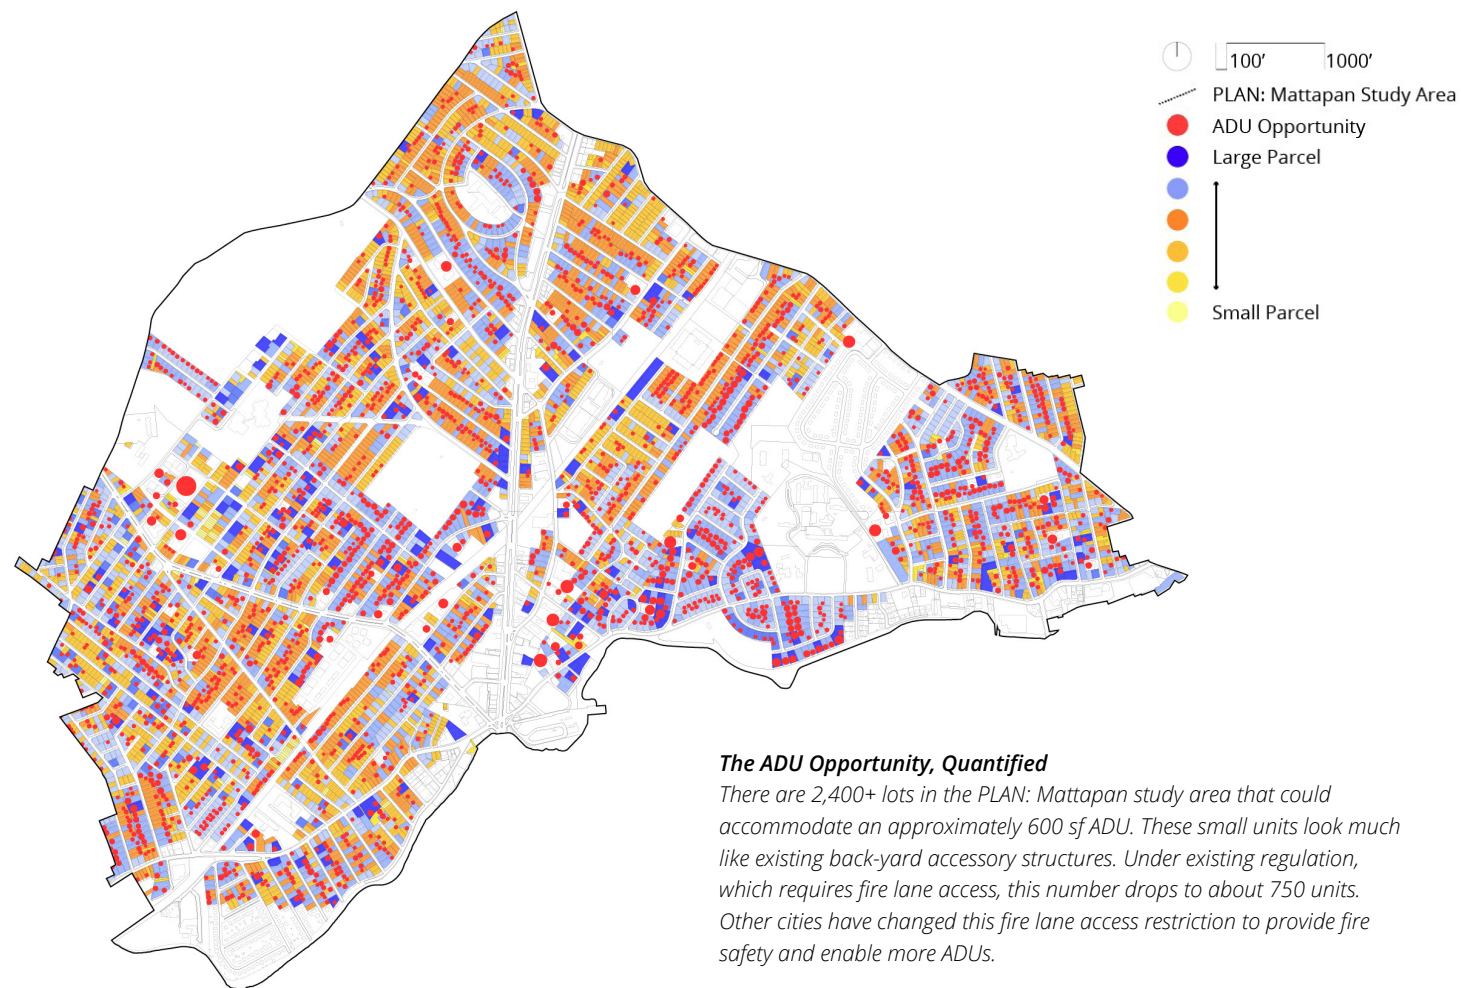 100’ 1000’
PLAN: Mattapan Study Area
ADU Opportunity
Large Parcel
Small Parcel
The ADU Opportunity, Quantified
There are 2,400+ lots in the PLAN: Mattapan study area that could
accommodate an approximately 600 sf ADU. These small units look much
like existing back-yard accessory structures. Under existing regulation,
which requires fire lane access, this number drops to about 750 units.
Other cities have changed this fire lane access restriction to provide fire
safety and enable more ADUs.